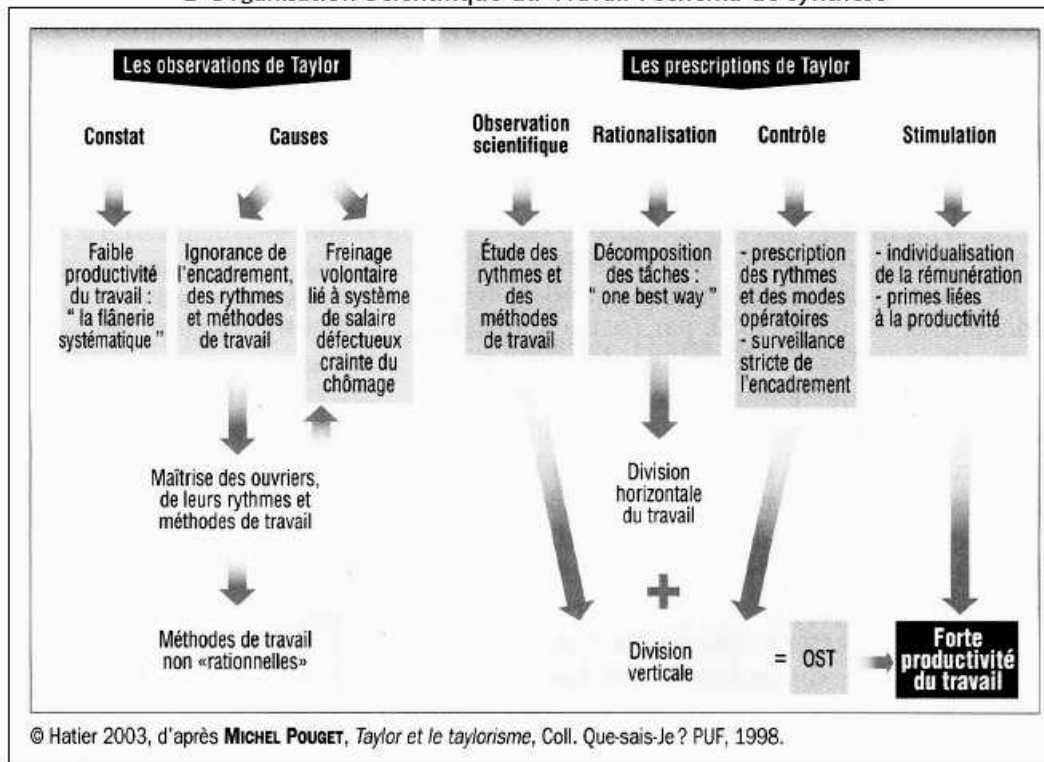 L'Organisation Scientifique du Travail : schéma de synthèse
Les observations de Taylor
Constat
Causes
Faible
productivité
du travail :
“ la flânerie
systématique ”
Ignorance de
l'encadrement,
des rythmes
et méthodes
de travail
Freinage
volontaire
lié à système
de salaire
défectueux
crainte du
chômage
Maîtrise des ouvriers,
de leurs rythmes et
méthodes de travail
Méthodes de travail
non «rationnelles»
Les prescriptions de Taylor
Observation
scientifique
Rationalisation
Contrôle
Stimulation
Étude des
rythmes et
des
méthodes
de travail
Décomposition
des tâches :
“ one best way ”
- prescription
des rythmes
et des modes
opératoires
- surveillance
stricte de
l'encadrement
- individualisation
de la rémunération
- primes liées
à la productivité
Division
horizontale
du travail
+
Division
verticale
= OST
Forte
productivité
du travail
© Hatier 2003, d'après MICHEL POUGET, Taylor et le taylorisme, Coll. Que-sais-Je ? PUF, 1998.